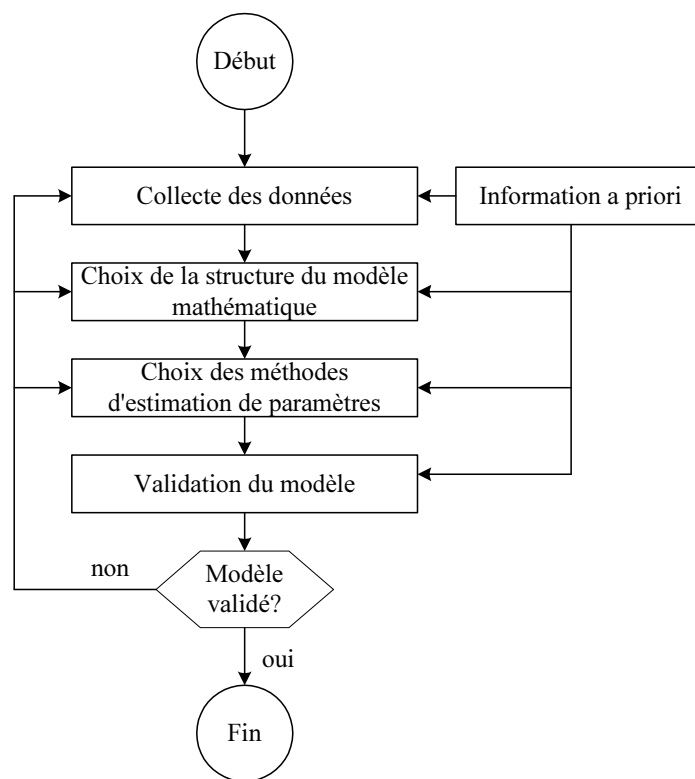 Début
Collecte des données
Information a priori
Choix de la structure du modèle
mathématique
Choix des méthodes
d'estimation de paramètres
Validation du modèle
non
Modèle
validé?
oui
Fin